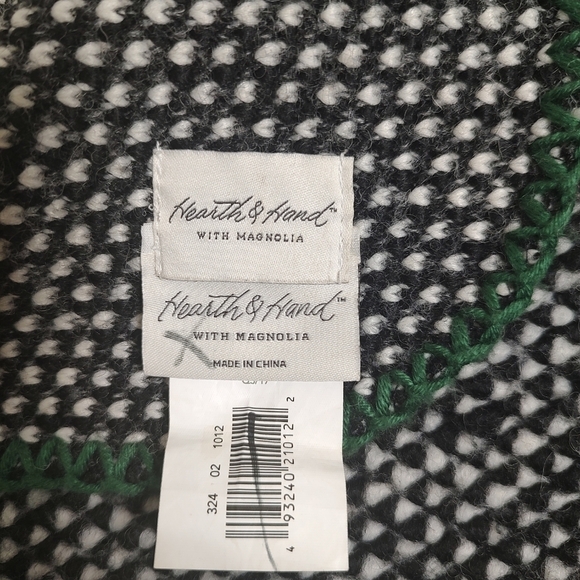 Hearth & Hand™
WITH MAGNOLIA
Hearth & Hand™
WITH MAGNOLIA
MADE IN CHINA
324 02 1012
4 93240 21012 2